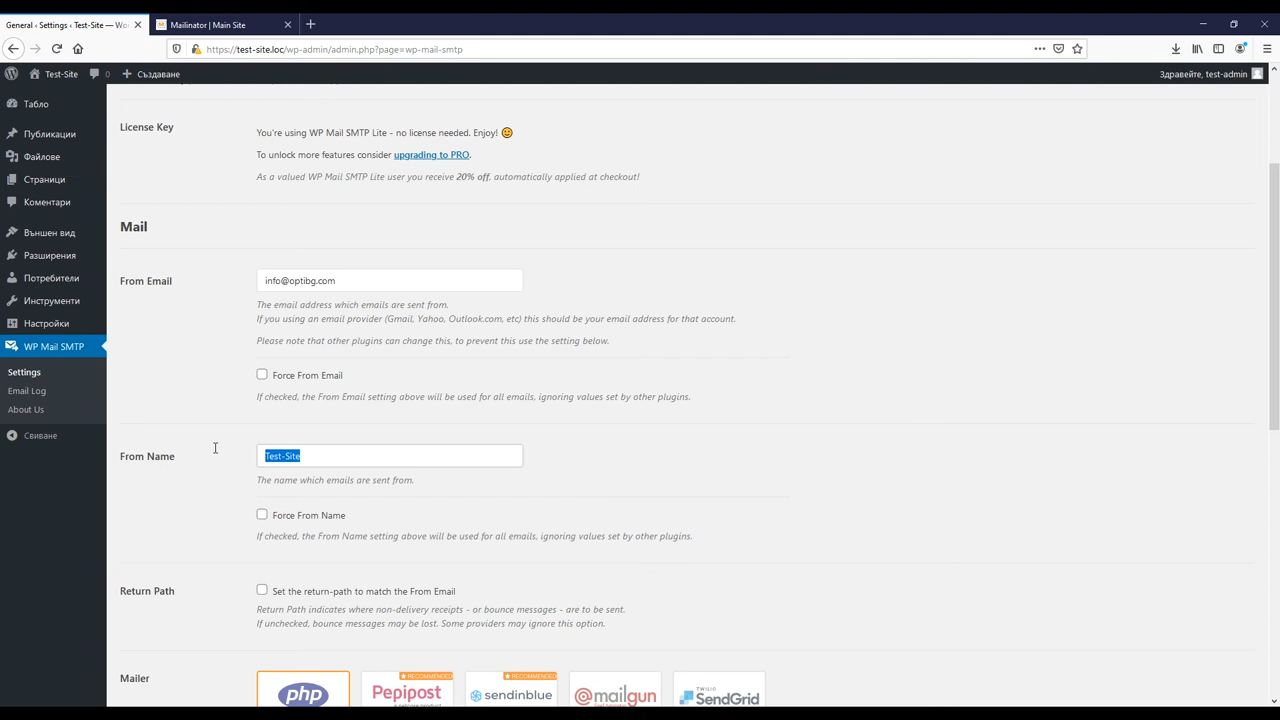 General ‹ Settings ‹ Test-Site — Wor
Mailinator | Main Site
https://test-site.loc/wp-admin/admin.php?page=wp-mail-smtp
Test-Site
0
Създаване
Здравейте, test-admin
Табло
Публикации
Файлове
Страници
Коментари
Външен вид
Разширения
Потребители
Инструменти
Настройки
WP Mail SMTP
Settings
Email Log
About Us
Свиване
License Key
You're using WP Mail SMTP Lite - no license needed. Enjoy! 🙂
To unlock more features consider upgrading to PRO.
As a valued WP Mail SMTP Lite user you receive 20% off, automatically applied at checkout!
Mail
From Email
info@optibg.com
The email address which emails are sent from.
If you using an email provider (Gmail, Yahoo, Outlook.com, etc) this should be your email address for that account.
Please note that other plugins can change this, to prevent this use the setting below.
Force From Email
If checked, the From Email setting above will be used for all emails, ignoring values set by other plugins.
From Name
Test-Site
The name which emails are sent from.
Force From Name
If checked, the From Name setting above will be used for all emails, ignoring values set by other plugins.
Return Path
Set the return-path to match the From Email
Return Path indicates where non-delivery receipts - or bounce messages - are to be sent.
If unchecked, bounce messages may be lost. Some providers may ignore this option.
Mailer
php
★ RECOMMENDED
Pepipost
a netcore product
★ RECOMMENDED
sendinblue
@mailgun
TWILIO
SendGrid